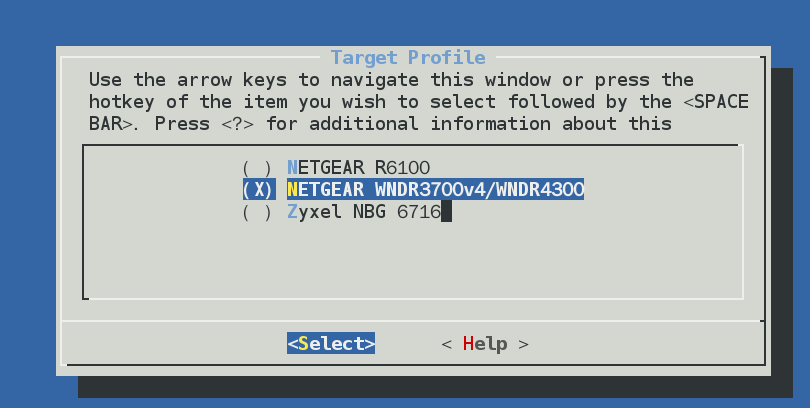 Target Profile
Use the arrow keys to navigate this window or press the
hotkey of the item you wish to select followed by the <SPACE
BAR>. Press <?> for additional information about this
( ) NETGEAR R6100
(X) NETGEAR WNDR3700v4/WNDR4300
( ) Zyxel NBG 6716
<Select> < Help >